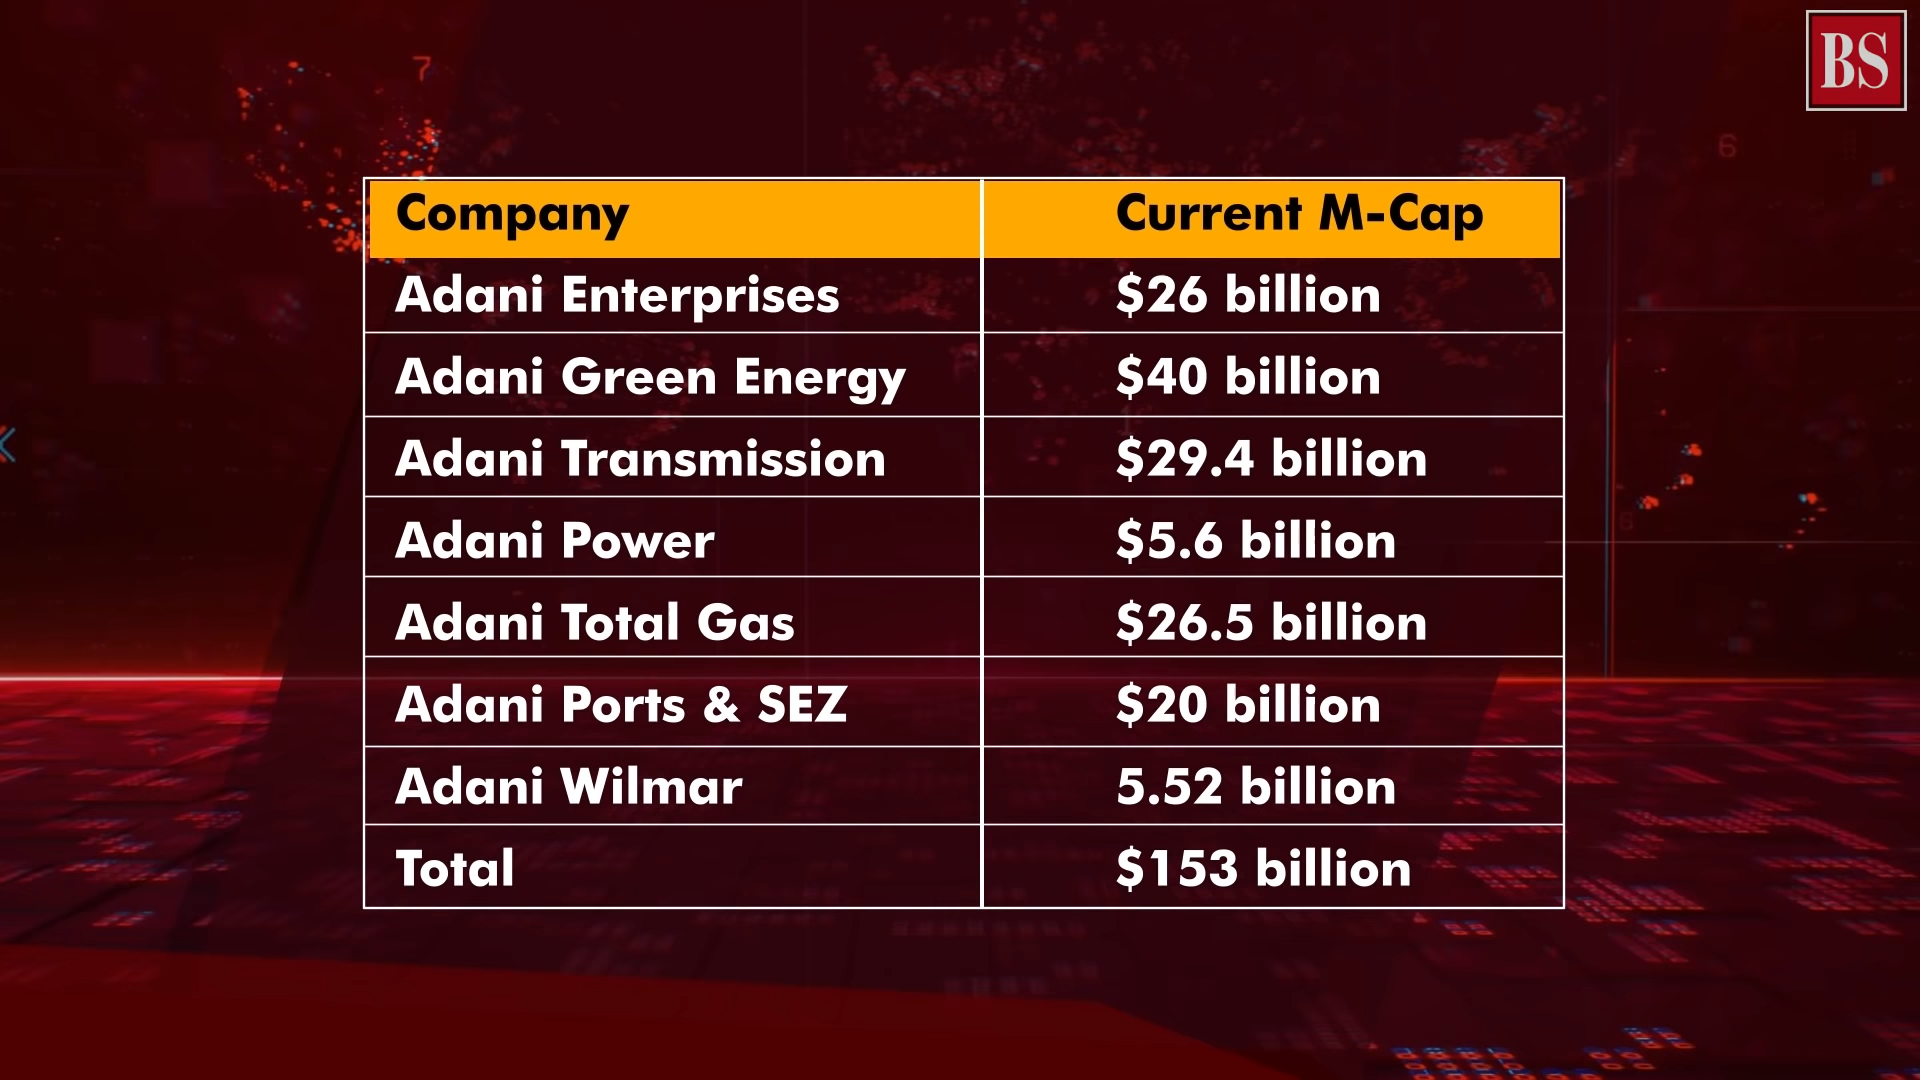 BS
7
6
Company Current M-Cap
Adani Enterprises $26 billion
Adani Green Energy $40 billion
Adani Transmission $29.4 billion
Adani Power $5.6 billion
Adani Total Gas $26.5 billion
Adani Ports & SEZ $20 billion
Adani Wilmar 5.52 billion
Total $153 billion